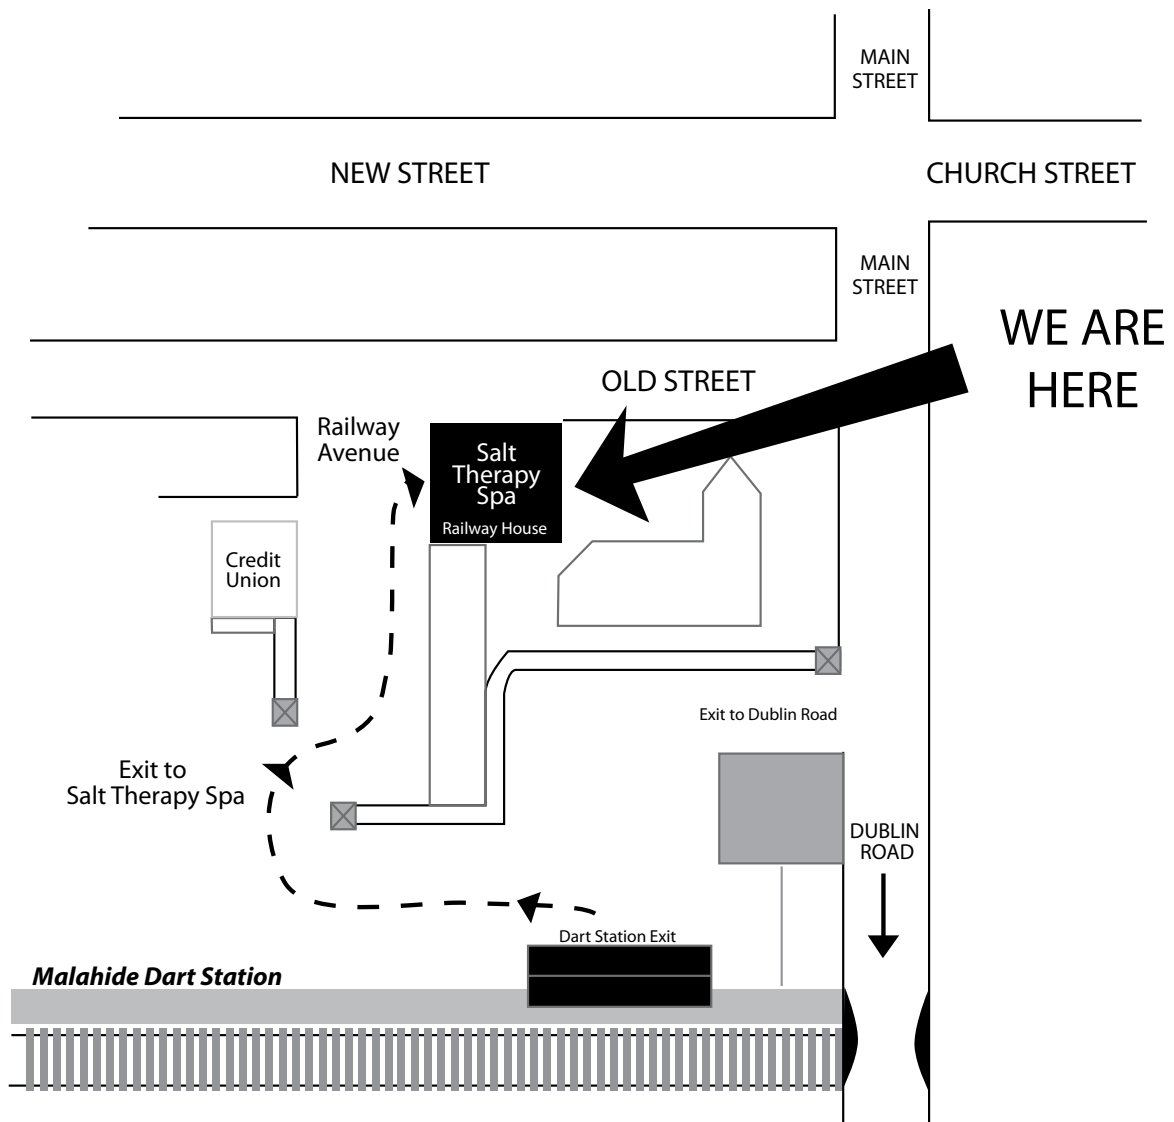 MAIN
STREET
NEW STREET
CHURCH STREET
MAIN
STREET
WE ARE
HERE
OLD STREET
Railway
Avenue
Salt
Therapy
Spa
Railway House
Credit
Union
Exit to Dublin Road
Exit to
Salt Therapy Spa
DUBLIN
ROAD
Dart Station Exit
Malahide Dart Station